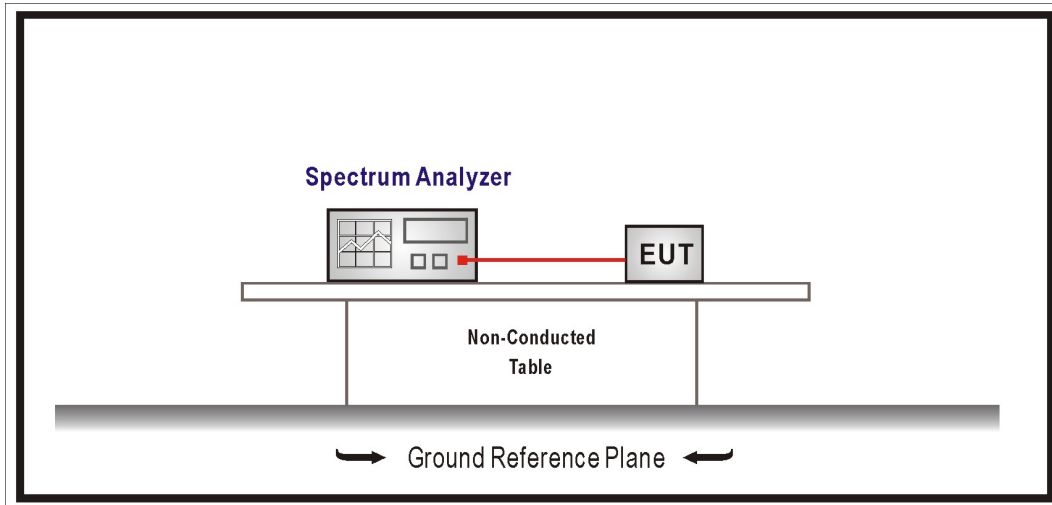 Spectrum Analyzer
EUT
Non-Conducted
Table
Ground Reference Plane